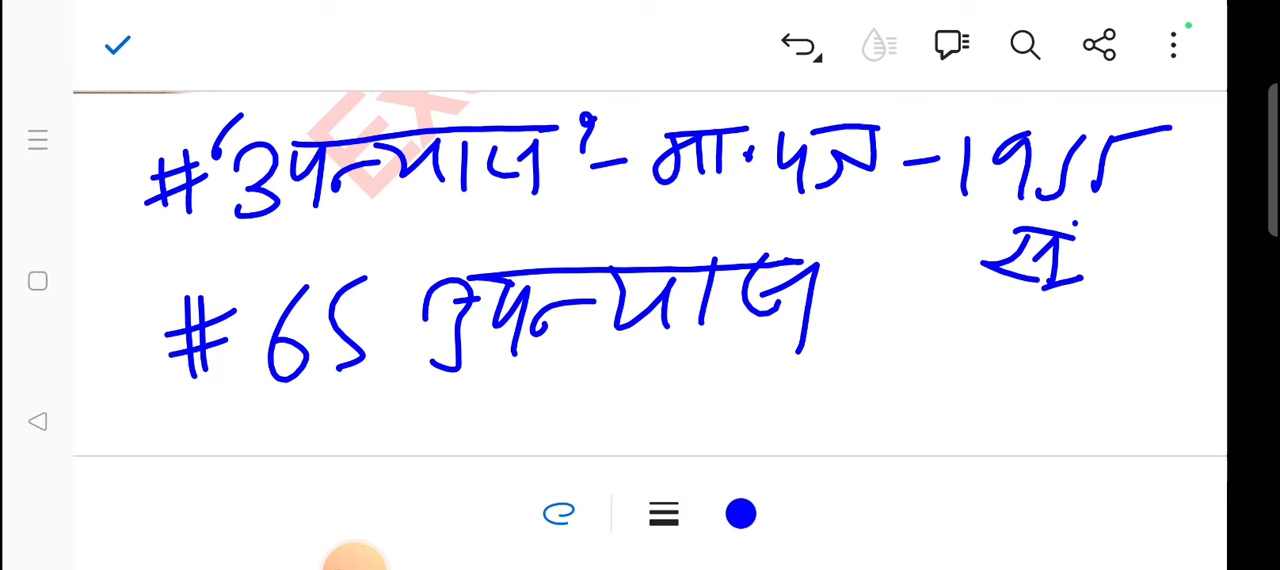 # 'उपन्यास' - मा. पत्र - 1955
सं
# 65 उपन्यास